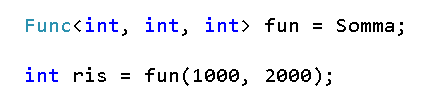 Func<int, int, int> fun = Somma;
int ris = fun(1000, 2000);